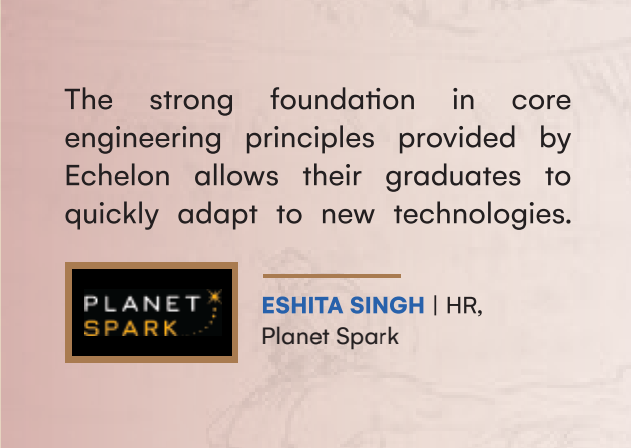 The strong foundation in core
engineering principles provided by
Echelon allows their graduates to
quickly adapt to new technologies.
PLANET
SPARK
ESHITA SINGH | HR,
Planet Spark